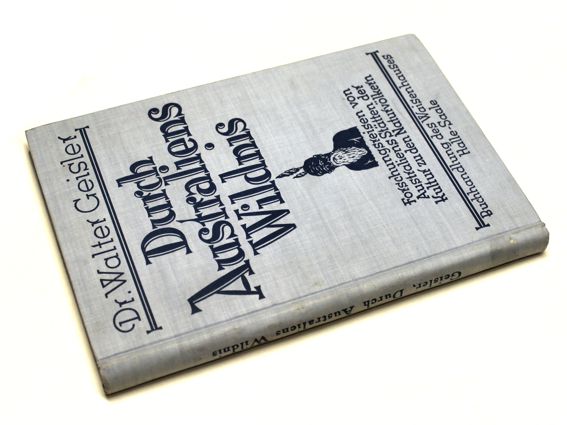 Dr. Walter Geisler
Durch
Australiens
Wildnis
Forschungsreisen von
Australiens Stätten der
Kultur zu den Naturvölkern
Buchhandlung des Waisenhauses
Halle-Saale
Geisler, Durch Australiens Wildnis